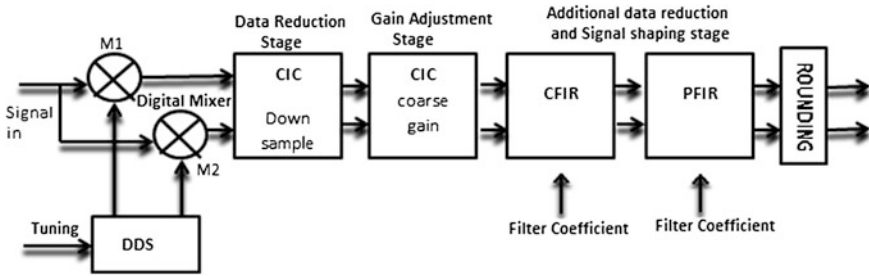 Data Reduction
Stage
Gain Adjustment
Stage
Additional data reduction
and Signal shaping stage
M1
Signal
in
Digital Mixer
M2
CIC
Down
sample
CIC
coarse
gain
CFIR
PFIR
ROUNDING
Tuning
DDS
Filter Coefficient
Filter Coefficient